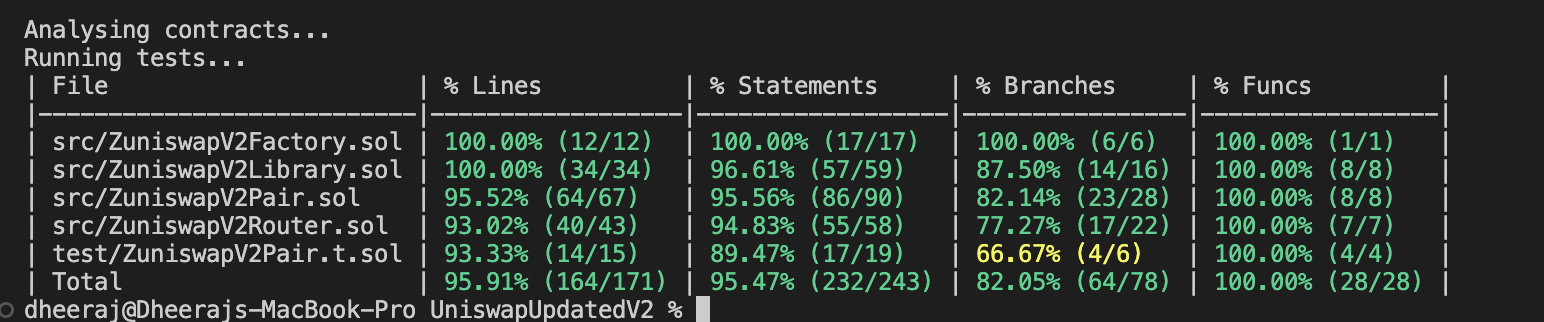 Analysing contracts...
Running tests...
| File | % Lines | % Statements | % Branches | % Funcs |
|----------------------------|------------------|------------------|----------------|----------------|
| src/ZuniswapV2Factory.sol | 100.00% (12/12) | 100.00% (17/17) | 100.00% (6/6) | 100.00% (1/1) |
| src/ZuniswapV2Library.sol | 100.00% (34/34) | 96.61% (57/59) | 87.50% (14/16) | 100.00% (8/8) |
| src/ZuniswapV2Pair.sol | 95.52% (64/67) | 95.56% (86/90) | 82.14% (23/28) | 100.00% (8/8) |
| src/ZuniswapV2Router.sol | 93.02% (40/43) | 94.83% (55/58) | 77.27% (17/22) | 100.00% (7/7) |
| test/ZuniswapV2Pair.t.sol | 93.33% (14/15) | 89.47% (17/19) | 66.67% (4/6) | 100.00% (4/4) |
| Total | 95.91% (164/171) | 95.47% (232/243) | 82.05% (64/78) | 100.00% (28/28) |
dheeraj@Dheerajs-MacBook-Pro UniswapUpdatedV2 %